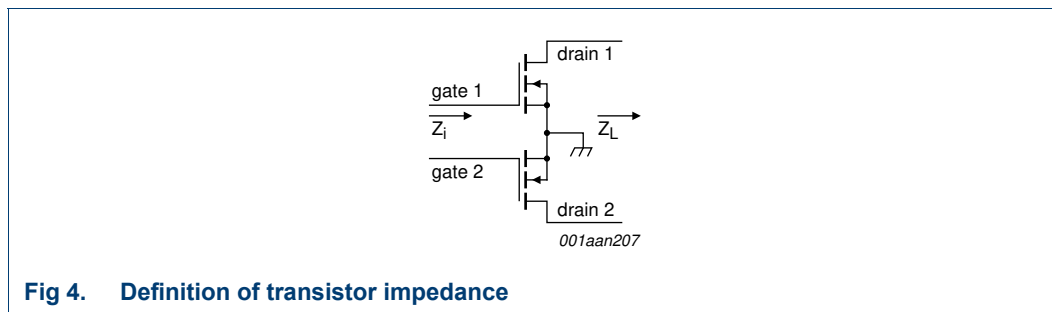 drain 1
gate 1
Zi
ZL
gate 2
drain 2
001aan207
Fig 4. Definition of transistor impedance